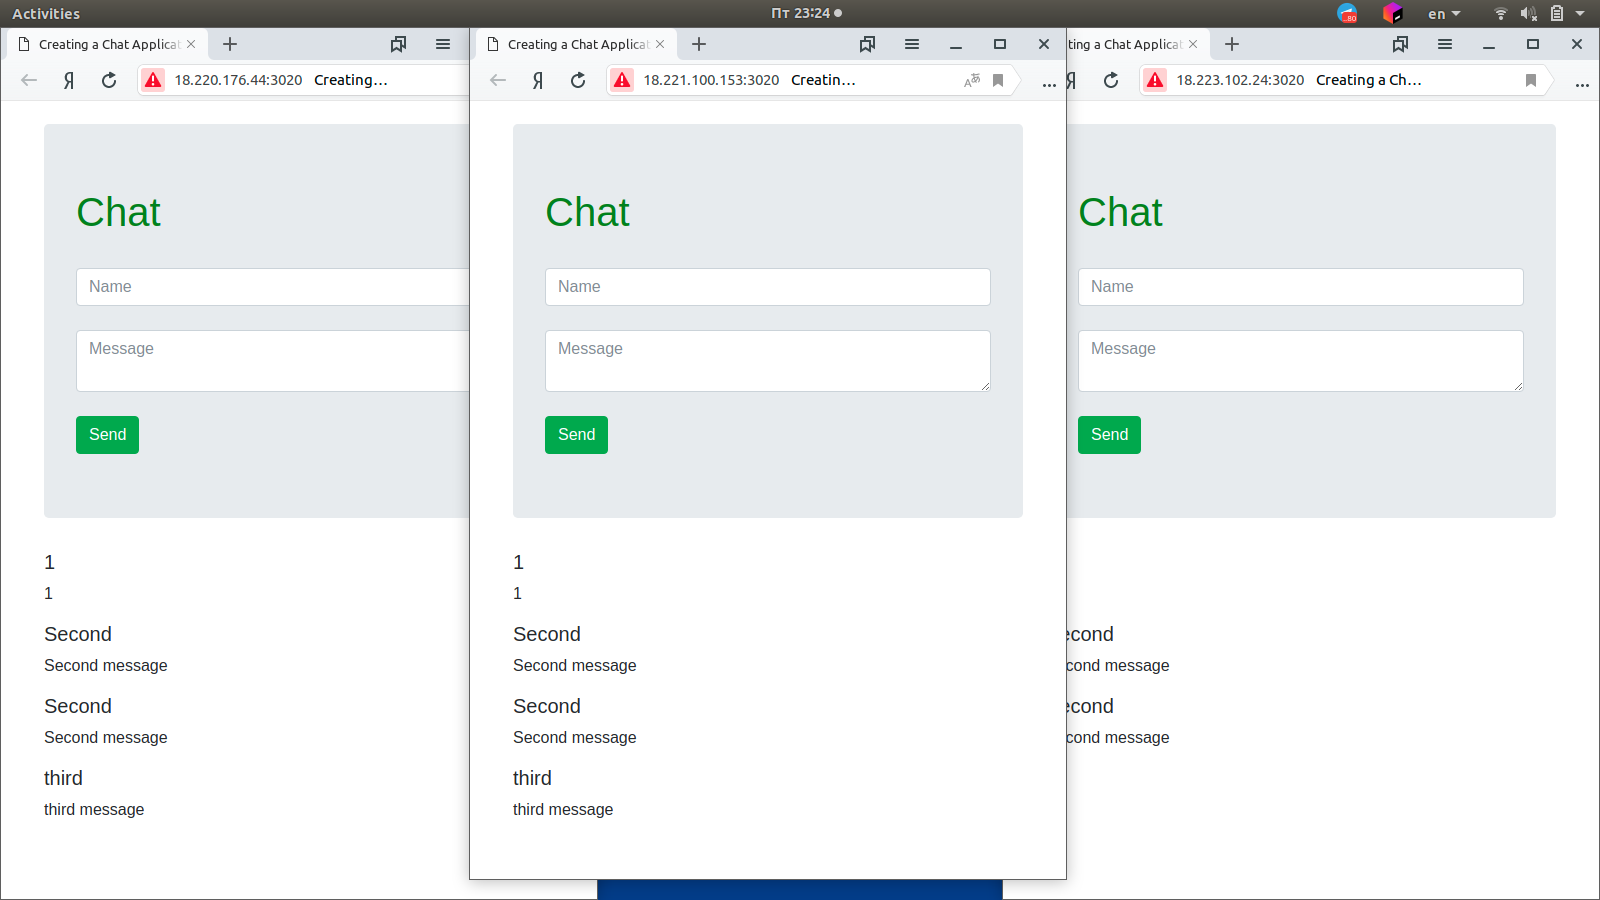 Activities
Пт 23:24
80
en
Creating a Chat Applicat
Я
18.220.176.44:3020 Creating...
Chat
Name
Message
Send
1
1
Second
Second message
Second
Second message
third
third message
Creating a Chat Applicat
Я
18.221.100.153:3020 Creatin...
Chat
Name
Message
Send
1
1
Second
Second message
Second
Second message
third
third message
ting a Chat Applicat
Я
18.223.102.24:3020 Creating a Ch...
Chat
Name
Message
Send
econd
cond message
econd
cond message